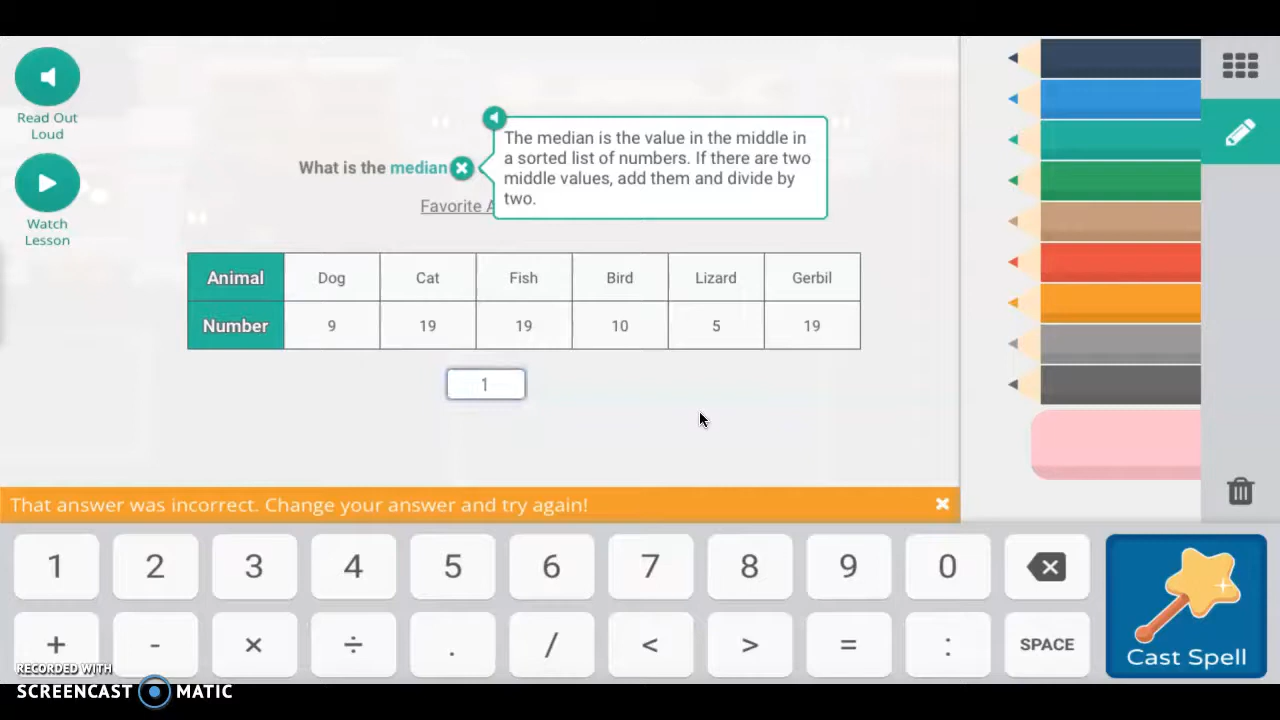 Read Out
Loud
Watch
Lesson
What is the median
The median is the value in the middle in
a sorted list of numbers. If there are two
middle values, add them and divide by
two.
Favorite A
Animal Dog Cat Fish Bird Lizard Gerbil
Number 9 19 19 10 5 19
1
That answer was incorrect. Change your answer and try again!
1 2 3 4 5 6 7 8 9 0
+ - × ÷ . / < > = : SPACE
Cast Spell
RECORDED WITH
SCREENCAST MATIC